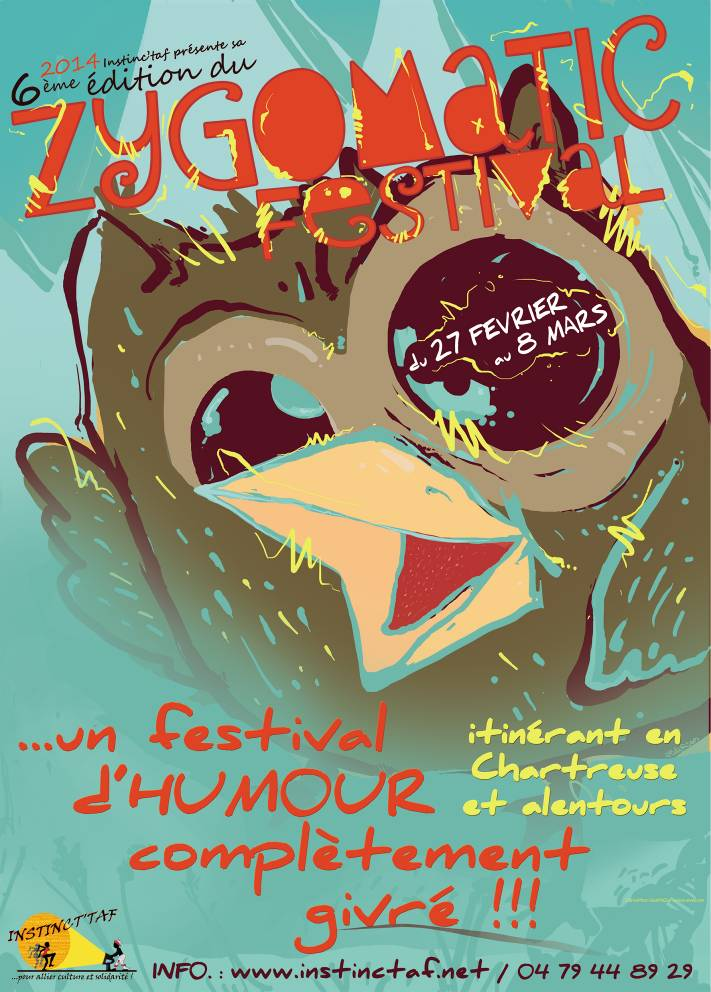 2014 Instinc'taf présente sa
6ème édition du
ZYGOMATIC
FESTIVAL
du 27 FEVRIER
au 8 MARS
...un festival
d'HUMOUR
complètement
givré !!!
itinérant en
Chartreuse
et alentours
INSTINCT'TAF
...pour allier culture et solidarité !
INFO. : www.instinctaf.net / 04 79 44 89 29